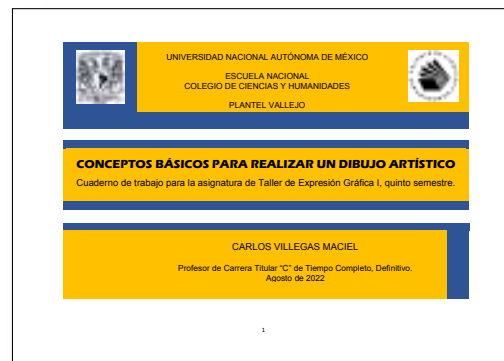 UNIVERSIDAD NACIONAL AUTÓNOMA DE MÉXICO
ESCUELA NACIONAL
COLEGIO DE CIENCIAS Y HUMANIDADES
PLANTEL VALLEJO
CONCEPTOS BÁSICOS PARA REALIZAR UN DIBUJO ARTÍSTICO
Cuaderno de trabajo para la asignatura de Taller de Expresión Gráfica I, quinto semestre.
CARLOS VILLEGAS MACIEL
Profesor de Carrera Titular “C” de Tiempo Completo, Definitivo.
Agosto de 2022
1